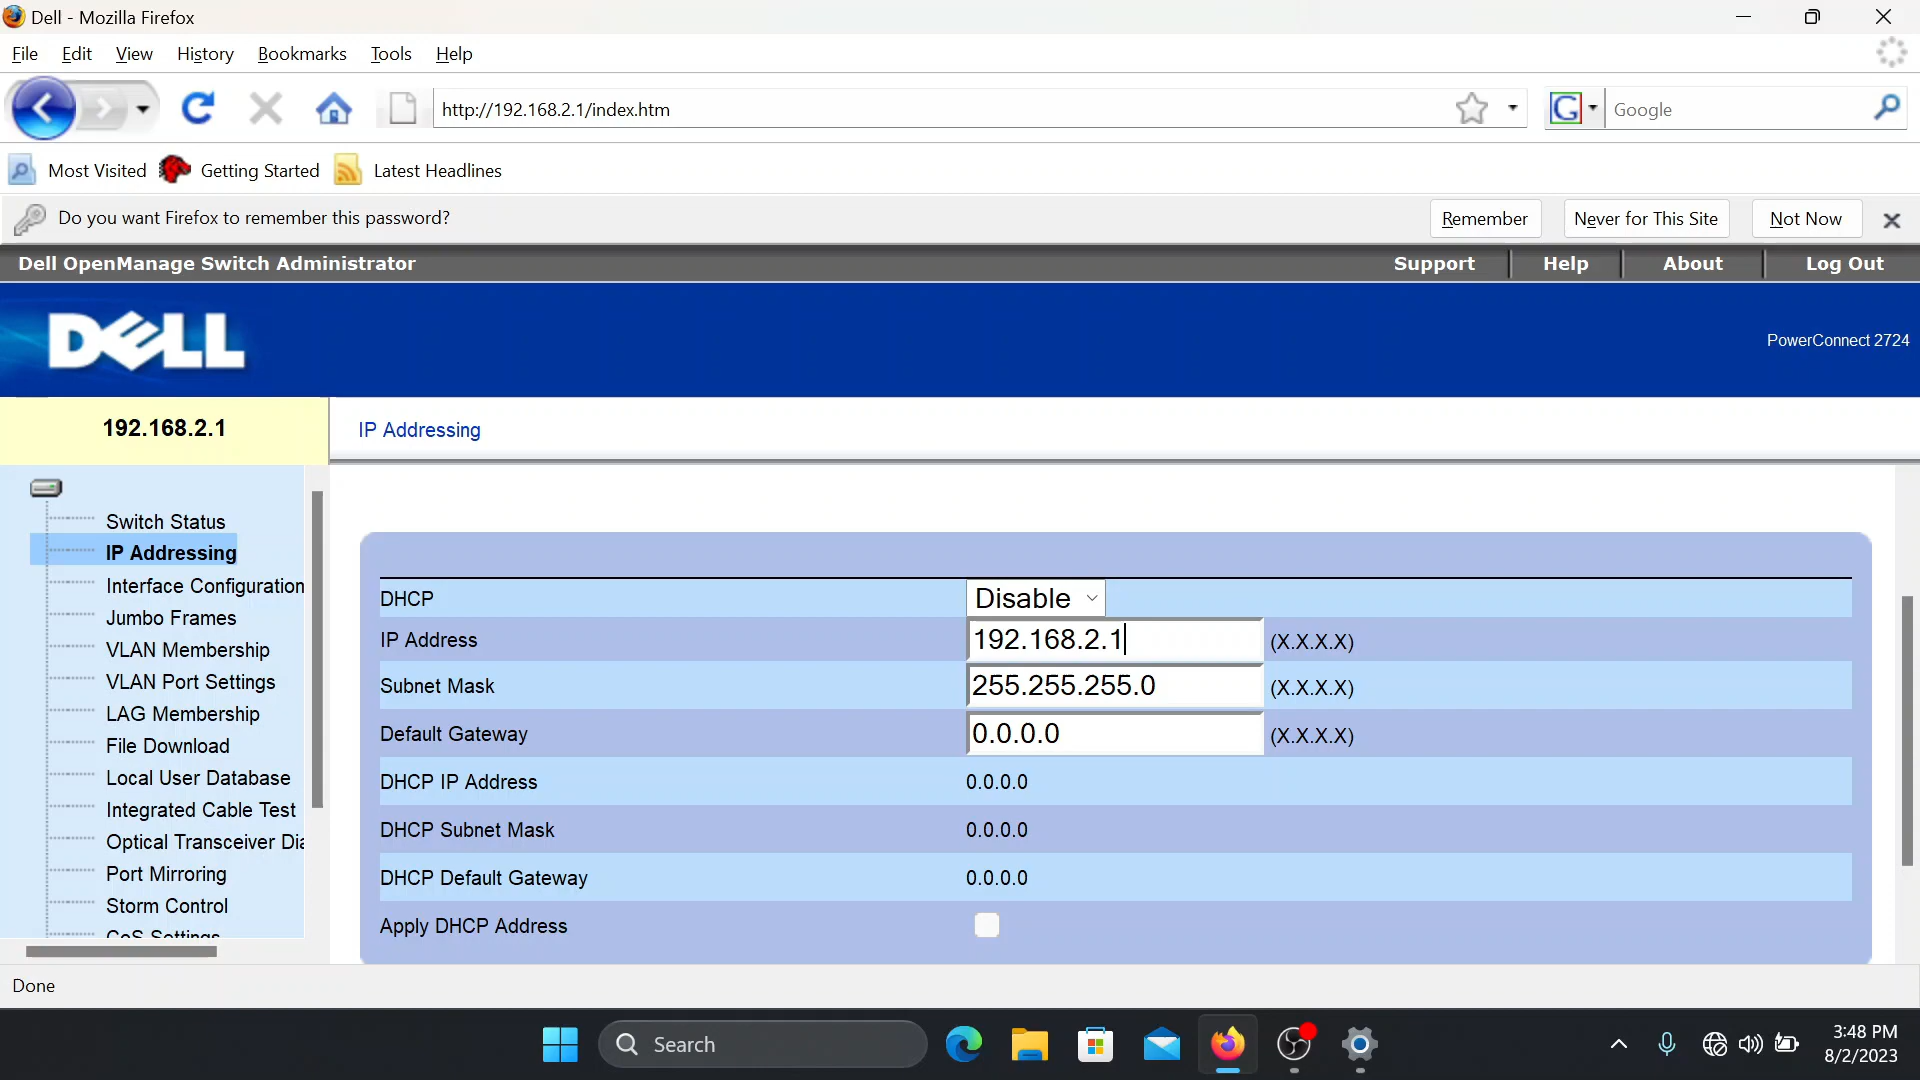 Dell - Mozilla Firefox
File Edit View History Bookmarks Tools Help
http://192.168.2.1/index.htm
G Google
Most Visited Getting Started Latest Headlines
Do you want Firefox to remember this password? Remember Never for This Site Not Now
Dell OpenManage Switch Administrator Support Help About Log Out
DELL
PowerConnect 2724
192.168.2.1
IP Addressing
Switch Status
IP Addressing
Interface Configuration
Jumbo Frames
VLAN Membership
VLAN Port Settings
LAG Membership
File Download
Local User Database
Integrated Cable Test
Optical Transceiver Dia
Port Mirroring
Storm Control
CoS Settings
DHCP Disable
IP Address 192.168.2.1 (X.X.X.X)
Subnet Mask 255.255.255.0 (X.X.X.X)
Default Gateway 0.0.0.0 (X.X.X.X)
DHCP IP Address 0.0.0.0
DHCP Subnet Mask 0.0.0.0
DHCP Default Gateway 0.0.0.0
Apply DHCP Address
Done
Search
3:48 PM
8/2/2023